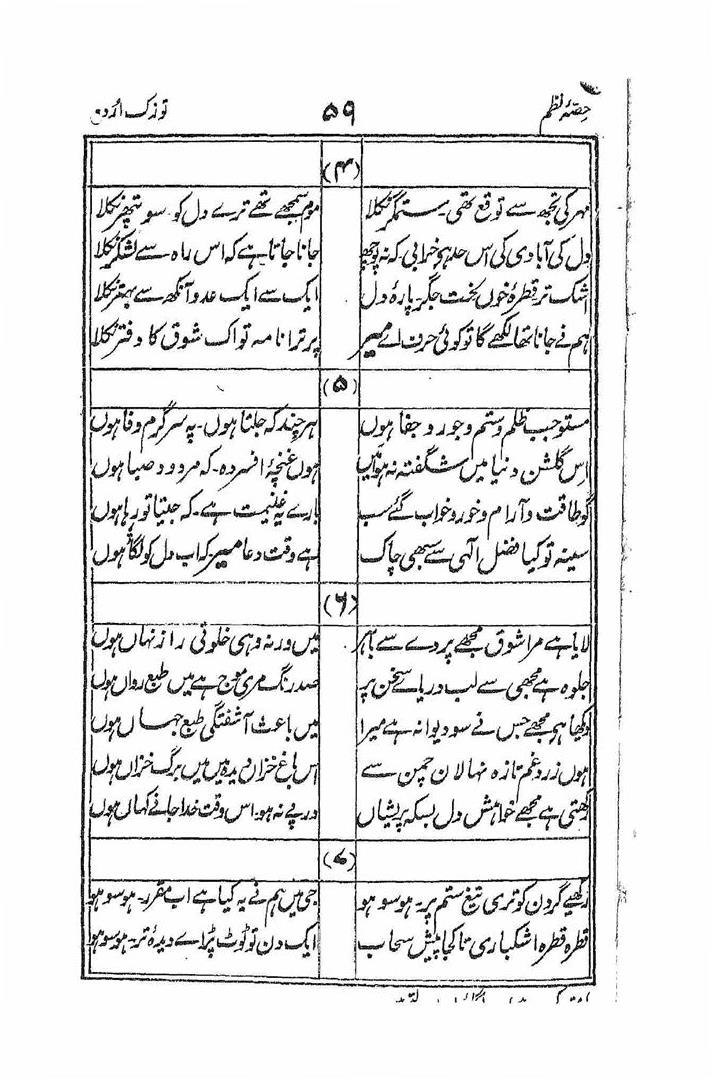 حصّۂ نظم ۵۹ توزک اُردو
(۴)
مہر کی تجھ سے توقع تھی۔ ستمگر نکلا موم سمجھے تھے ترے دل کو سو پتھر نکلا
دل کی آبادی کی اس حد ہے خرابی۔ کہ نہ پوچھ جانا جاتا ہے کہ اس راہ سے لشکر نکلا
اشک تر قطرۂ خوں لخت جگر پارۂ دل ایک سے ایک عدو آنکھ سے بہتر نکلا
ہم نے جانا تھا لکھے گا تو کوئی حرف اے میر پر ترا نامہ تو اک شوق کا دفتر نکلا
(۵)
مستوجب ظلم و ستم و جور و جفا ہوں ہر چند کہ جلتا ہوں۔ پہ سرگرم وفا ہوں
اس گلشن دنیا میں شگفتہ نہ ہوا میں ہوں غنچۂ افسردہ۔ کہ مردود صبا ہوں
گو طاقت و آرام و خور و خواب گئے سب بارے یہ غنیمت ہے۔ کہ جیتا تو رہا ہوں
سینہ تو کیا فضل الٰہی سے سبھی چاک ہے وقت دعا میر۔ کہ اب دل کو لگا ہوں
(۶)
لایا ہے مرا شوق مجھے پردے سے باہر میں ورنہ وہی خلوتی راز نہاں ہوں
جلوہ ہے مجھی سے لب دریائے سخن پر صد رنگ مری موج ہے میں طبع رواں ہوں
دیکھا ہے مجھے جس نے سو دیوانہ ہے میرا میں باعث آشفتگی طبع جہاں ہوں
ہوں زرد غم تازہ نہالان چمن سے اس باغ خزاں دیدہ میں میں برگ خزاں ہوں
رکھتی ہے مجھے خواہش دل بسکہ پریشاں درپے نہ ہو۔ اس وقت خدا جانے کہاں ہوں
(۷)
رکھیے گردن کو تری تیغ ستم پر۔ ہو سو ہو جی میں ہم نے یہ کیا ہے اب مقرر۔ ہو سو ہو
قطرہ قطرہ اشکباری تا کجا پیش سحاب ایک دن تو ٹوٹ پڑ اے دیدۂ تر۔ ہو سو ہو